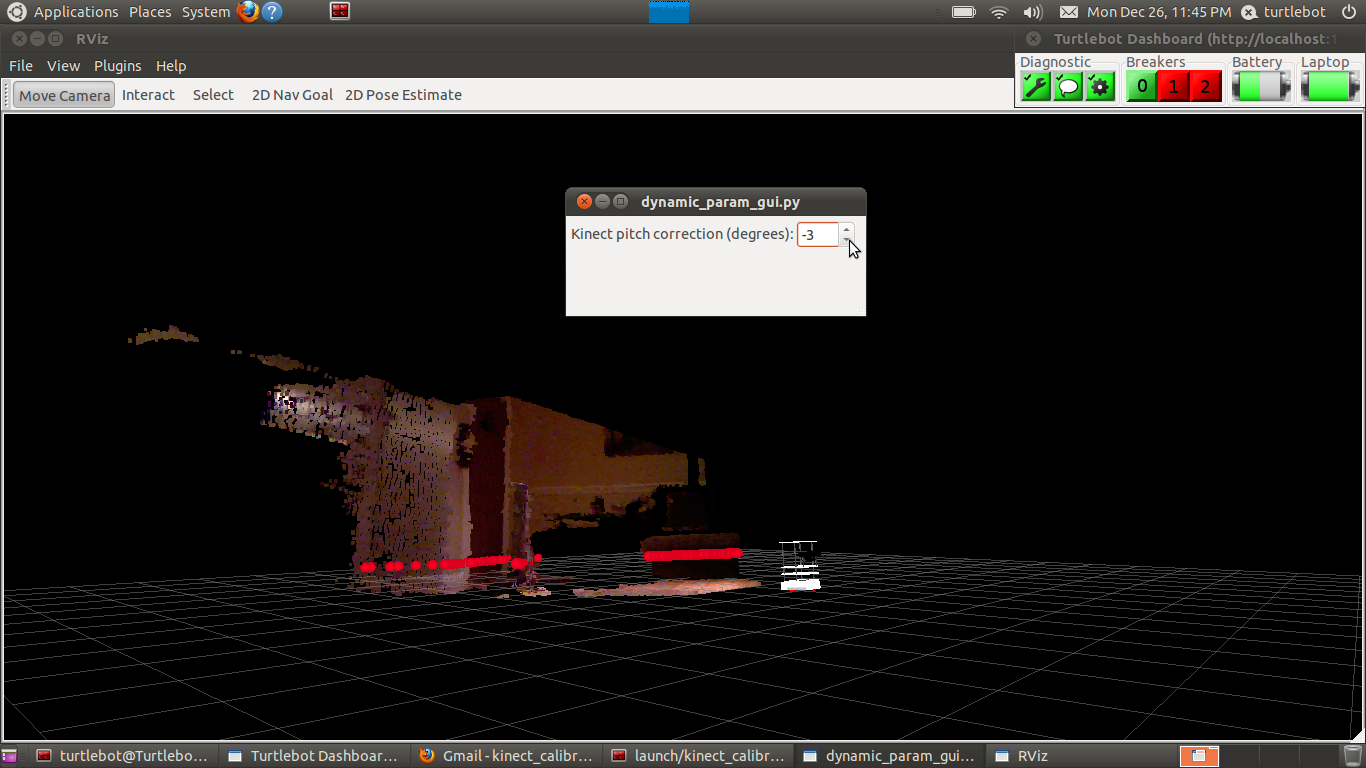 Applications Places System Mon Dec 26, 11:45 PM turtlebot
RViz
Turtlebot Dashboard (http://localhost:1
File View Plugins Help
Diagnostic Breakers Battery Laptop
0 1 2
Move Camera Interact Select 2D Nav Goal 2D Pose Estimate
dynamic_param_gui.py
Kinect pitch correction (degrees): -3
turtlebot@Turtlebo... Turtlebot Dashboar... Gmail - kinect_calibr... launch/kinect_calibr... dynamic_param_gui... RViz